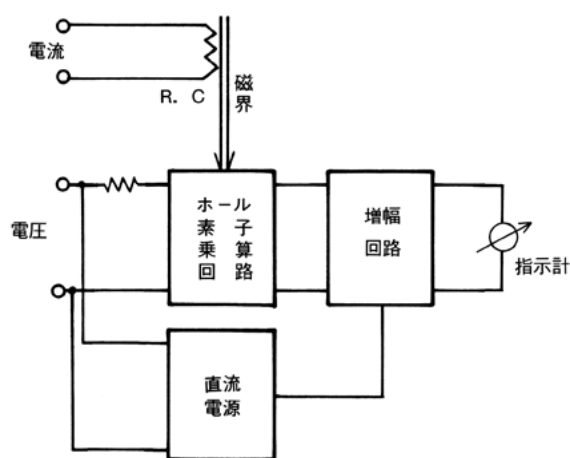 電流
R. C
磁界
電圧
ホール
素子
乗算
回路
増幅
回路
指示計
直流
電源